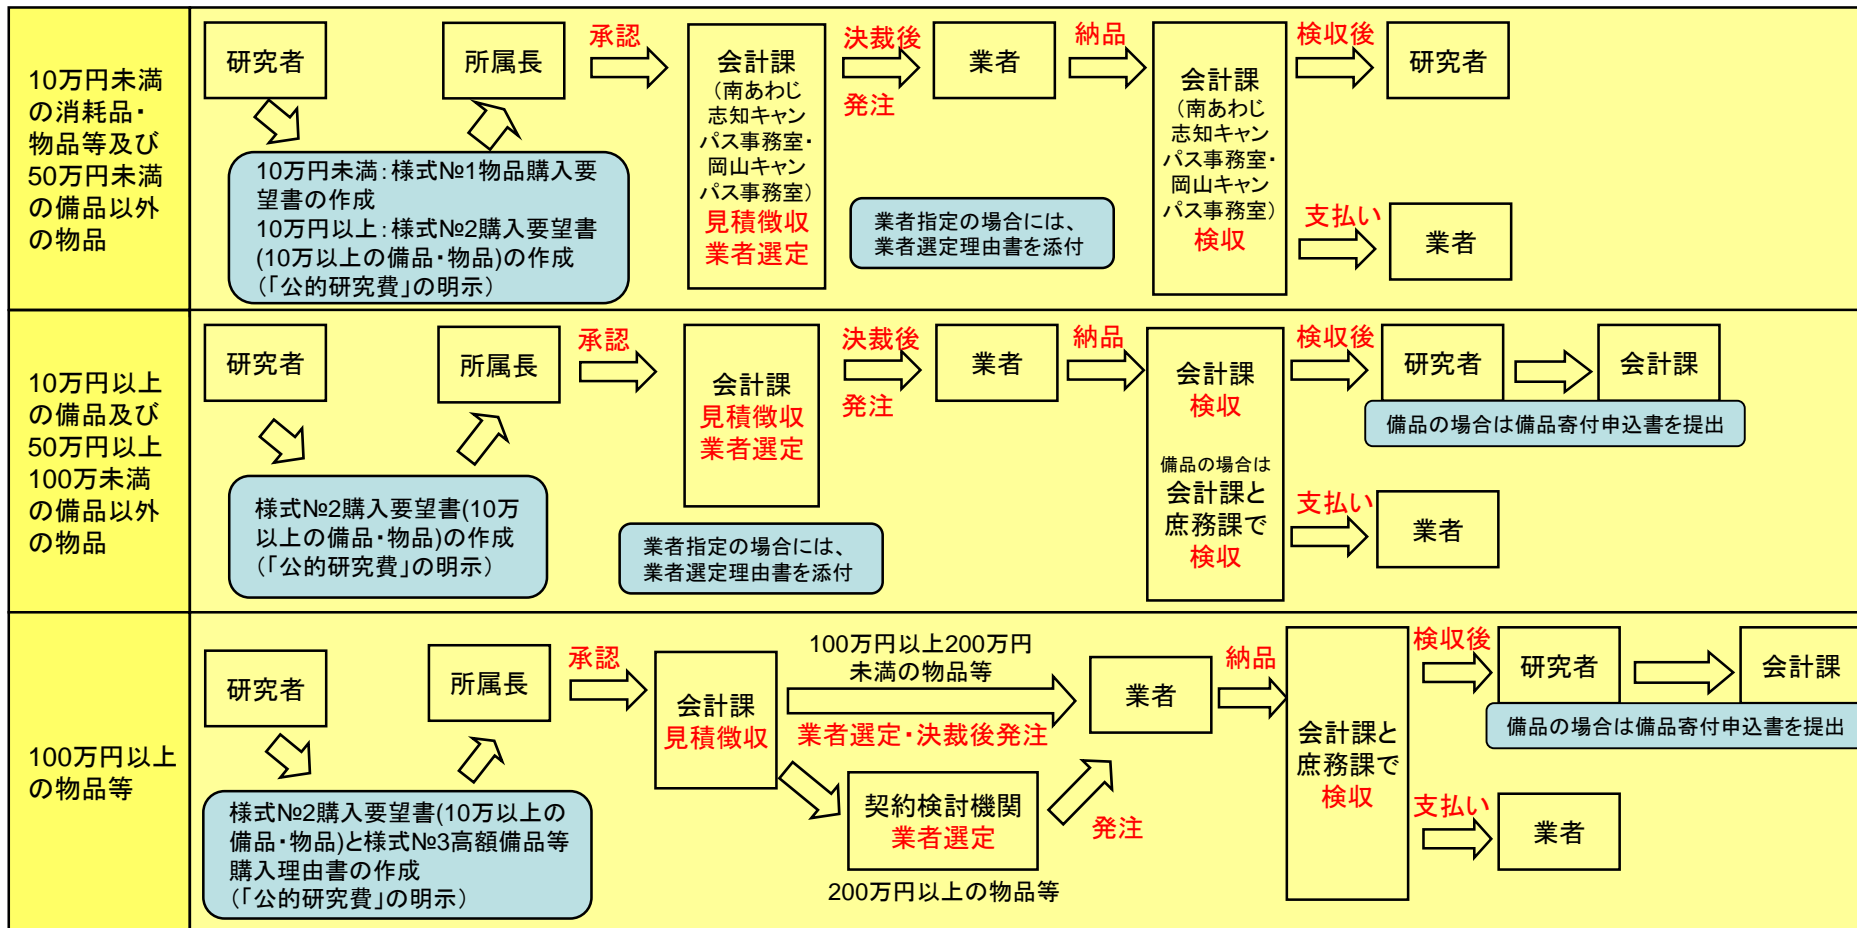 10万円未満
の消耗品・
物品等及び
50万円未満
の備品以外
の物品
研究者
所属長
承認
10万円未満：様式№1物品購入要
望書の作成
10万円以上：様式№2購入要望書
(10万以上の備品・物品)の作成
（「公的研究費」の明示）
会計課
（南あわじ
志知キャン
パス事務室・
岡山キャン
パス事務室）
見積徴収
業者選定
決裁後
発注
業者
業者指定の場合には、
業者選定理由書を添付
納品
会計課
（南あわじ
志知キャン
パス事務室・
岡山キャン
パス事務室）
検収
検収後
研究者
支払い
業者
10万円以上
の備品及び
50万円以上
100万未満
の備品以外
の物品
研究者
所属長
承認
様式№2購入要望書(10万
以上の備品・物品)の作成
（「公的研究費」の明示）
会計課
見積徴収
業者選定
業者指定の場合には、
業者選定理由書を添付
決裁後
発注
業者
納品
会計課
検収
備品の場合は
会計課と
庶務課で
検収
検収後
研究者
会計課
備品の場合は備品寄付申込書を提出
支払い
業者
100万円以上
の物品等
研究者
所属長
承認
様式№2購入要望書(10万以上の
備品・物品)と様式№3高額備品等
購入理由書の作成
（「公的研究費」の明示）
会計課
見積徴収
100万円以上200万円
未満の物品等
業者選定・決裁後発注
契約検討機関
業者選定
200万円以上の物品等
発注
業者
納品
会計課と
庶務課で
検収
検収後
研究者
会計課
備品の場合は備品寄付申込書を提出
支払い
業者